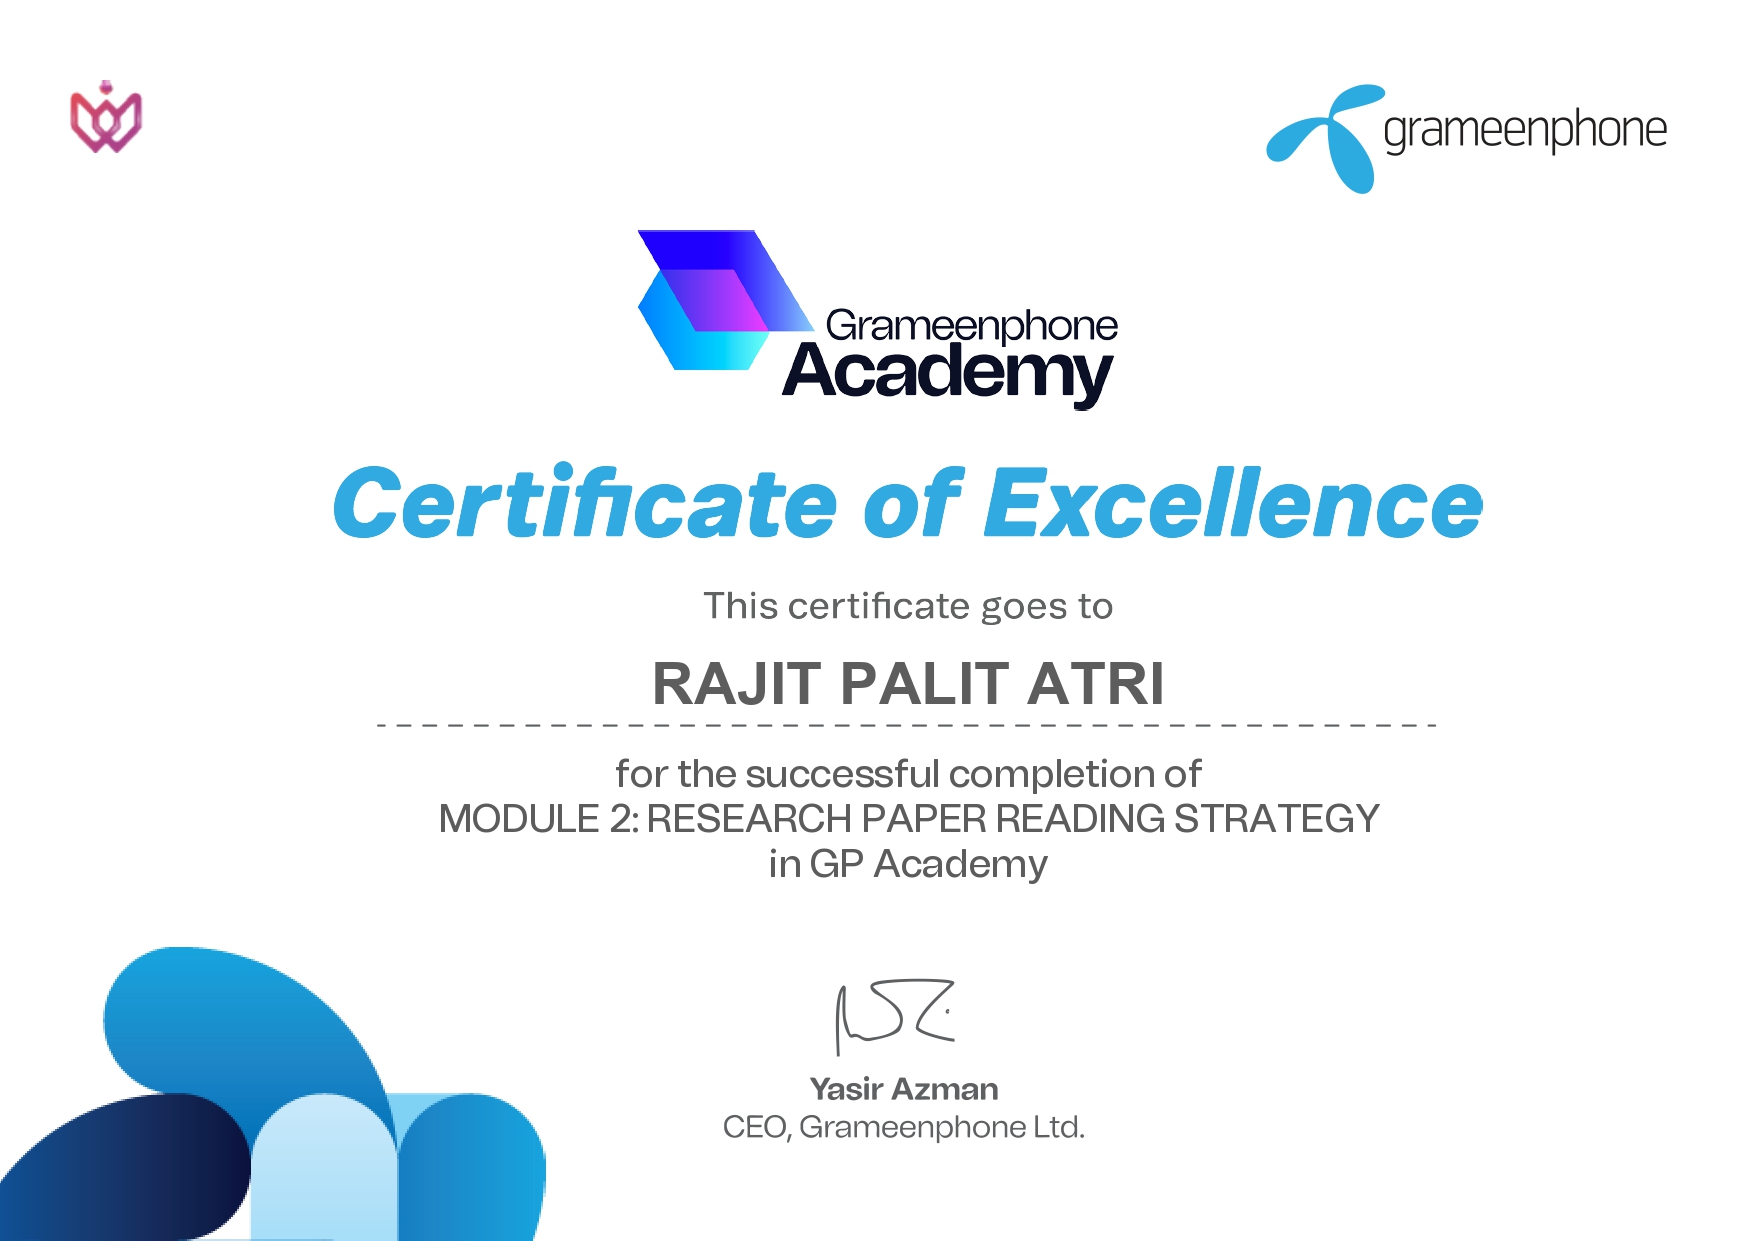 grameenphone
Grameenphone
Academy
Certificate of Excellence
This certificate goes to
RAJIT PALIT ATRI
for the successful completion of
MODULE 2: RESEARCH PAPER READING STRATEGY
in GP Academy
Yasir Azman
CEO, Grameenphone Ltd.